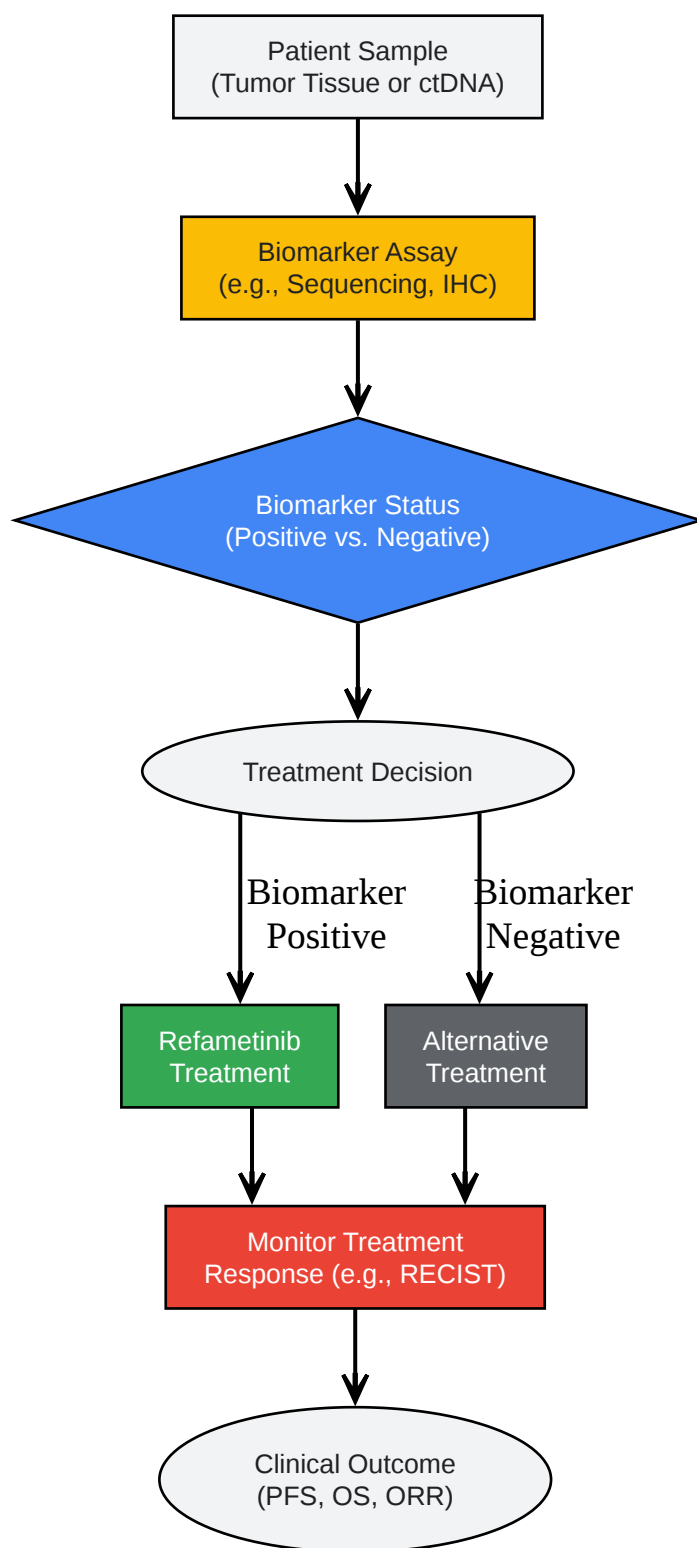 Patient Sample
(Tumor Tissue or ctDNA)
Biomarker Assay
(e.g., Sequencing, IHC)
Biomarker Status
(Positive vs. Negative)
Treatment Decision
Biomarker
Positive
Biomarker
Negative
Refametinib
Treatment
Alternative
Treatment
Monitor Treatment
Response (e.g., RECIST)
Clinical Outcome
(PFS, OS, ORR)